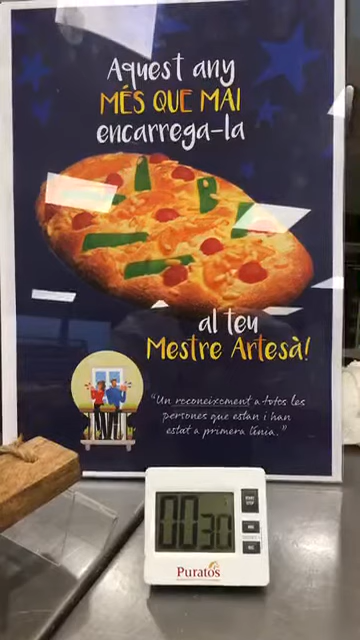 Aquest any
MÉS QUE MAI
encarrega-la
al teu
Mestre Artesà!
"Un reconeixement a totes les
persones que estan i han
estat a primera línia."
00 30
Puratos